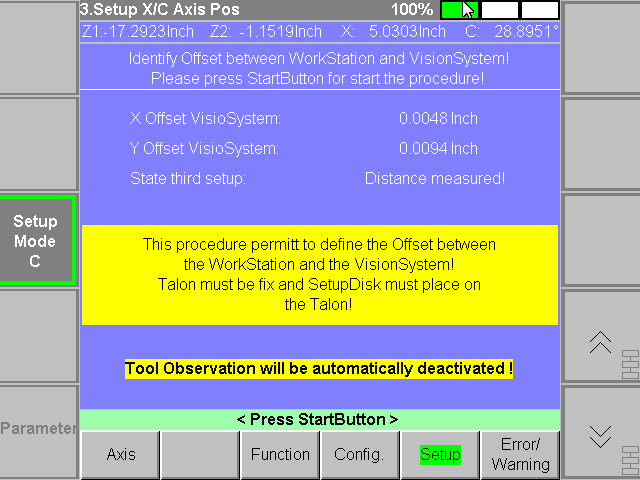 3.Setup X/C Axis Pos 100%
Z1:-17.2923Inch Z2: -1.1519Inch X: 5.0303Inch C: 28.8951°
Identify Offset between WorkStation and VisionSystem!
Please press StartButton for start the procedure!
X Offset VisioSystem: 0.0048 Inch
Y Offset VisioSystem: 0.0094 Inch
State third setup: Distance measured!
Setup
Mode
C
This procedure permitt to define the Offset between
the WorkStation and the VisionSystem!
Talon must be fix and SetupDisk must place on
the Talon!
Tool Observation will be automatically deactivated !
Parameter
< Press StartButton >
Axis Function Config. Setup Error/
Warning